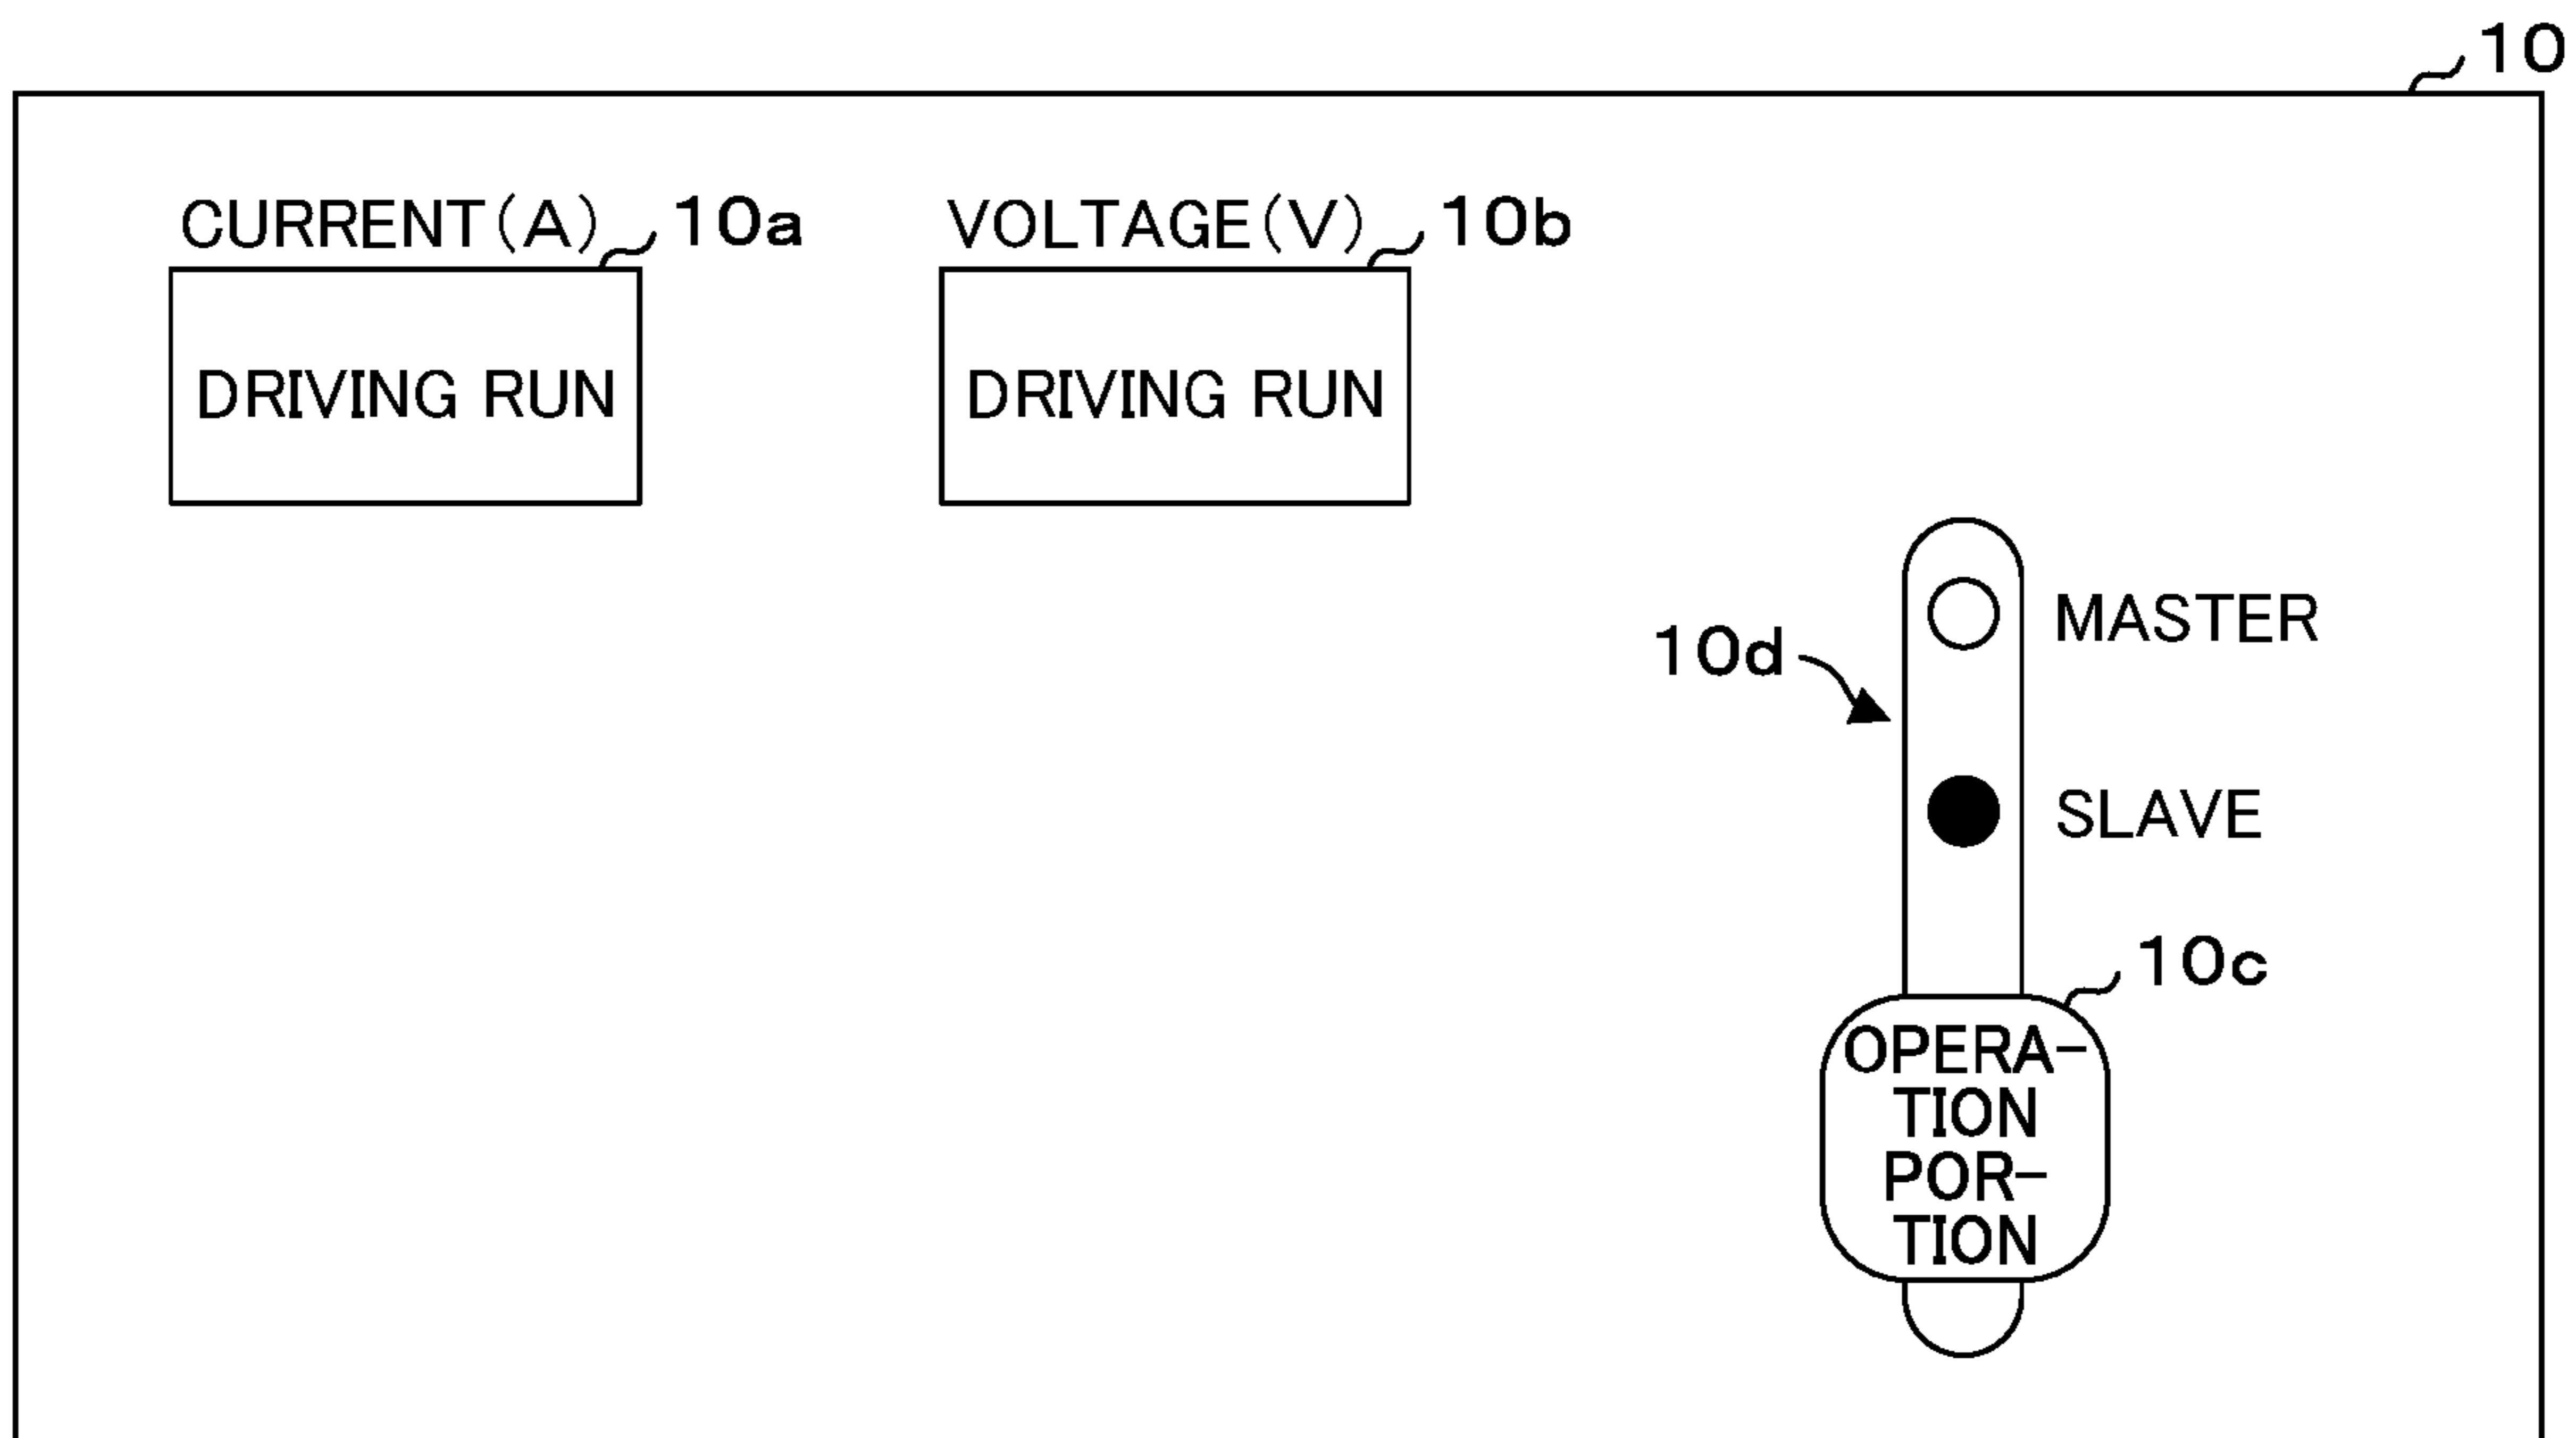 10
CURRENT(A) 10a
VOLTAGE(V) 10b
DRIVING RUN
DRIVING RUN
MASTER
10d
SLAVE
10c
OPERA-
TION
POR-
TION